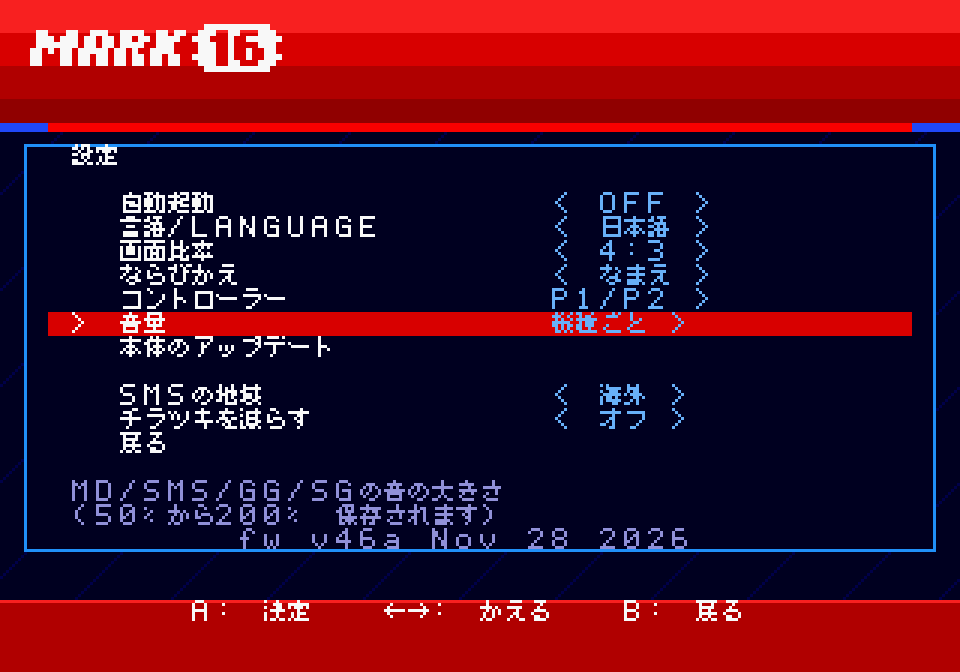 MARK 16
設定
自動起動 < OFF >
言語/LANGUAGE < 日本語 >
画面比率 < 4:3 >
ならびかえ < なまえ >
コントローラー P1/P2 >
> 音量 機種ごと >
本体のアップデート
SMSの地域 < 海外 >
チラツキを減らす < オフ >
戻る
MD/SMS/GG/SGの音の大きさ
(50%から200% 保存されます)
fw v46a Nov 28 2026
A: 決定 ←→: かえる B: 戻る